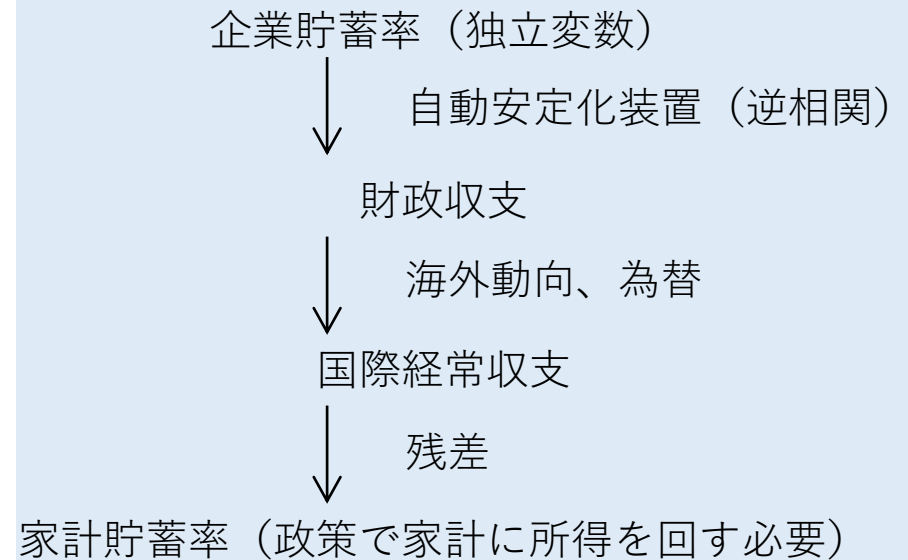 企業貯蓄率（独立変数）
自動安定化装置（逆相関）
財政収支
海外動向、為替
国際経常収支
残差
家計貯蓄率（政策で家計に所得を回す必要）